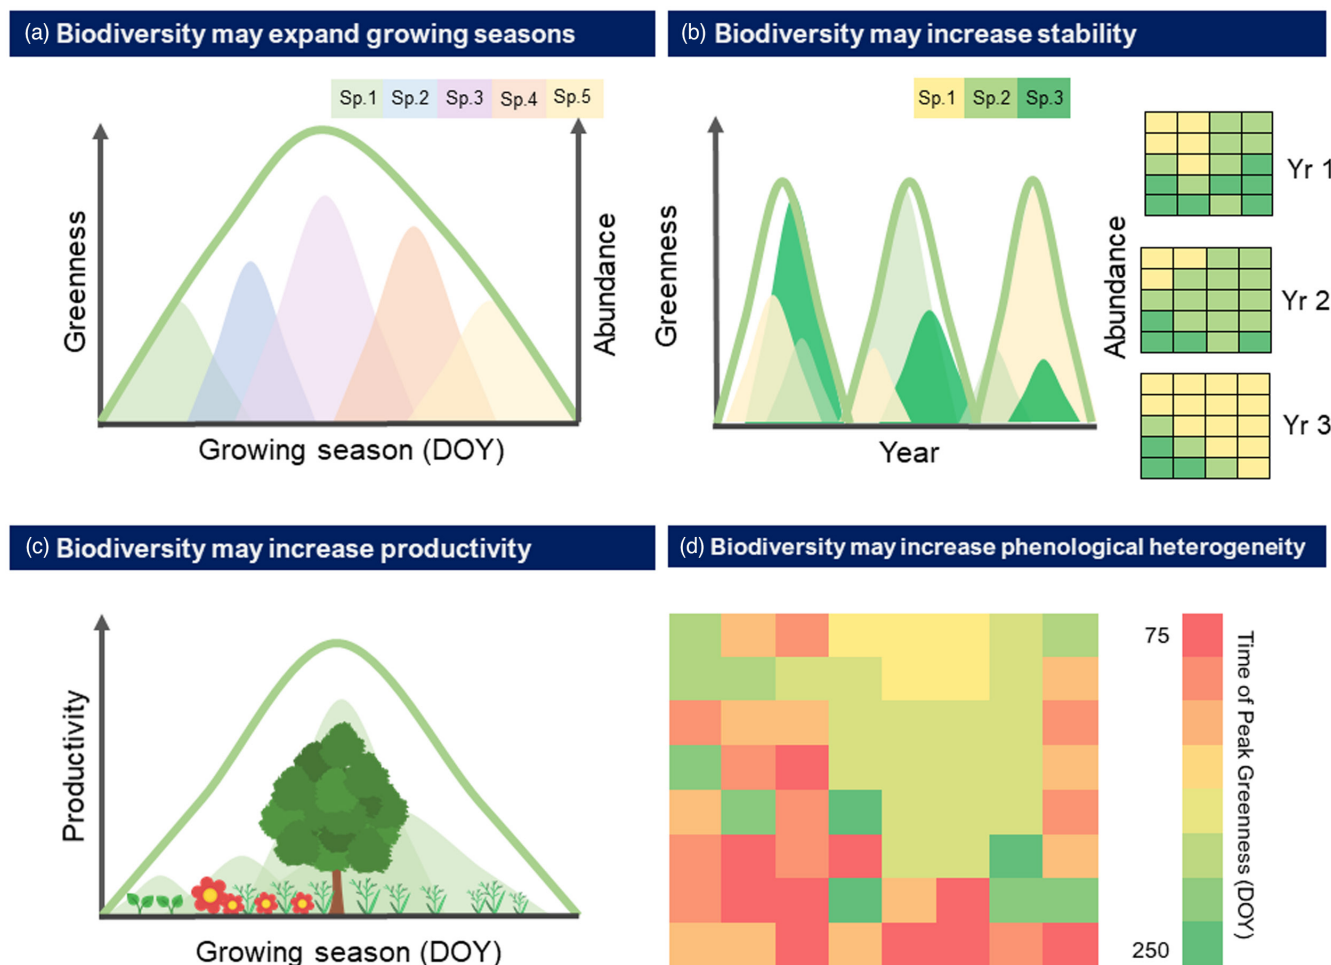 (a) Biodiversity may expand growing seasons
Sp.1 Sp.2 Sp.3 Sp.4 Sp.5
Greenness
Abundance
Growing season (DOY)
(b) Biodiversity may increase stability
Sp.1 Sp.2 Sp.3
Greenness
Abundance
Year
Yr 1
Yr 2
Yr 3
(c) Biodiversity may increase productivity
Productivity
Growing season (DOY)
(d) Biodiversity may increase phenological heterogeneity
75
250
Time of Peak Greenness (DOY)